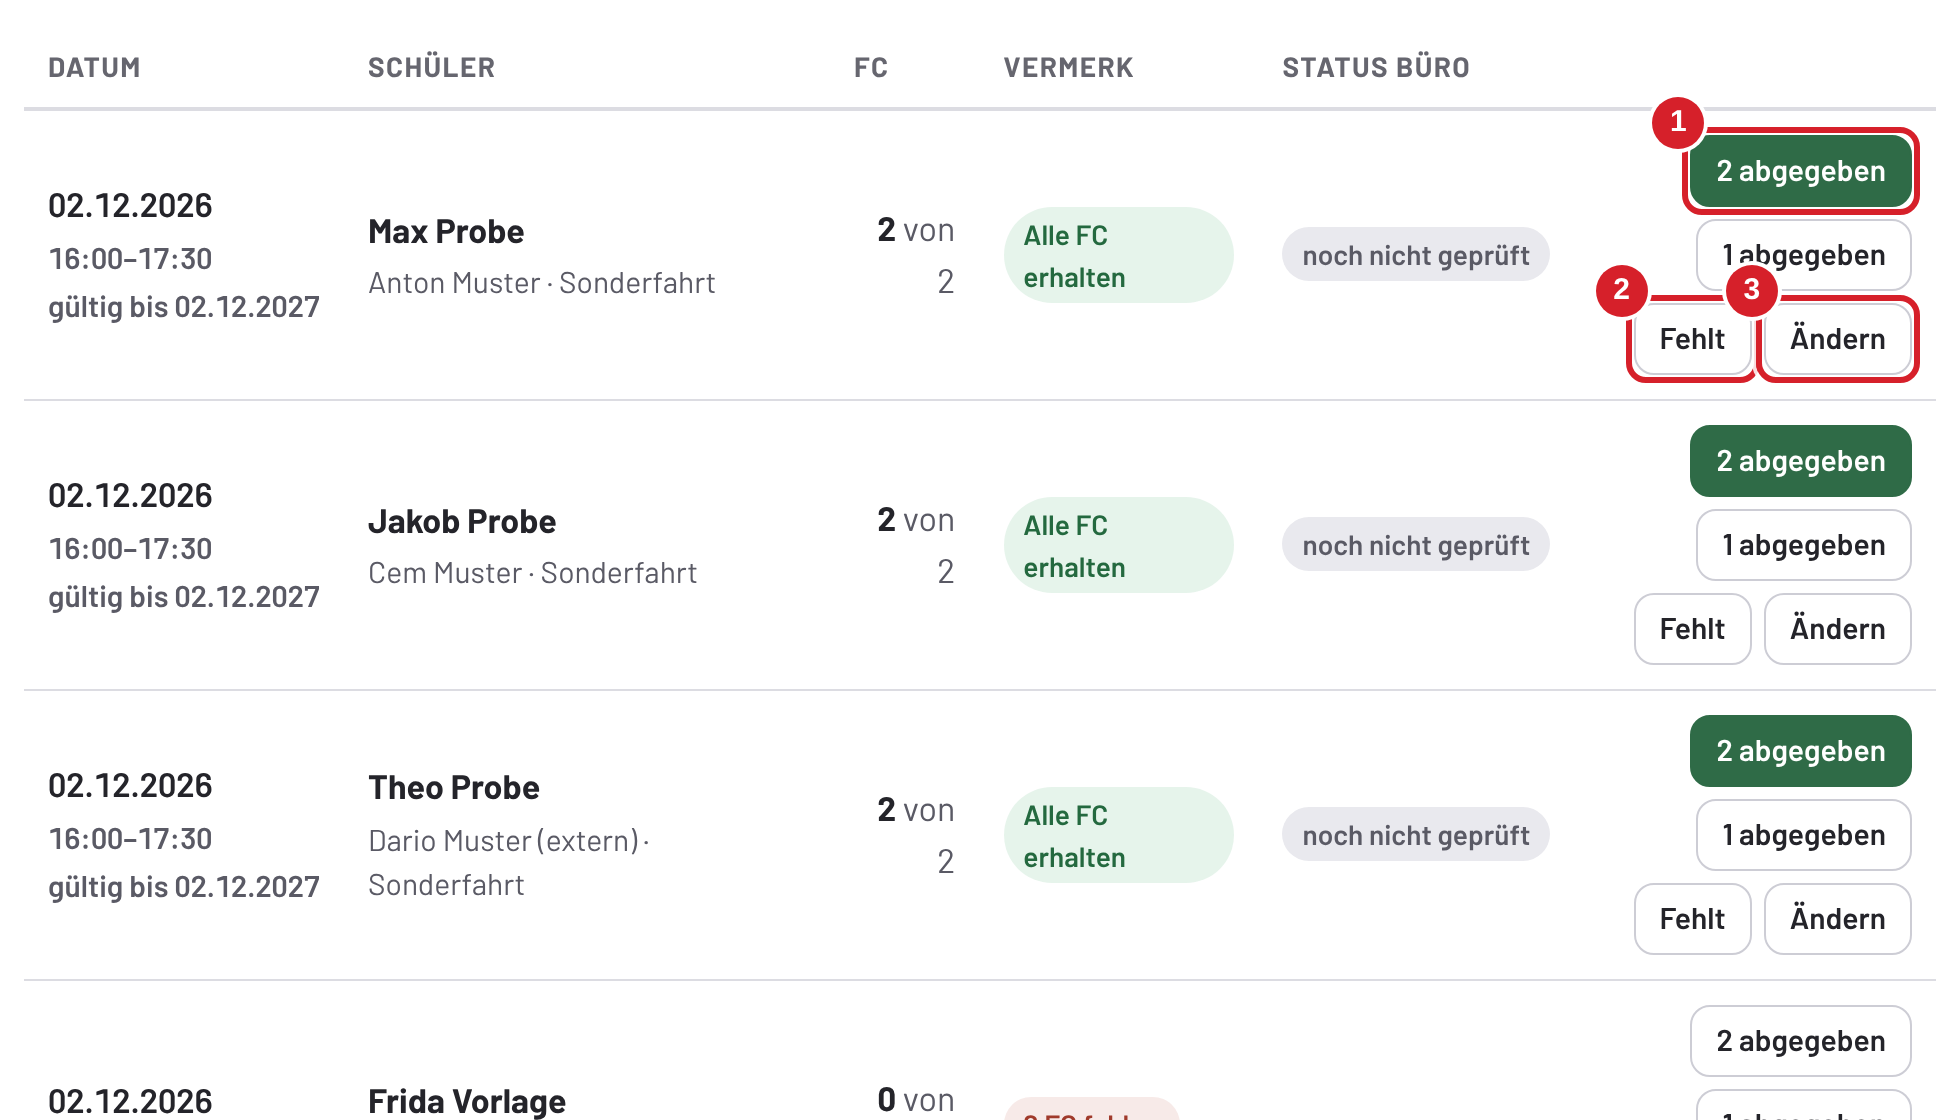 DATUM SCHÜLER FC VERMERK STATUS BÜRO
1
2 abgegeben
02.12.2026
16:00–17:30
gültig bis 02.12.2027
Max Probe
Anton Muster · Sonderfahrt
2 von
2
Alle FC
erhalten
noch nicht geprüft
1 abgegeben
2
3
Fehlt
Ändern
2 abgegeben
02.12.2026
16:00–17:30
gültig bis 02.12.2027
Jakob Probe
Cem Muster · Sonderfahrt
2 von
2
Alle FC
erhalten
noch nicht geprüft
1 abgegeben
Fehlt
Ändern
2 abgegeben
02.12.2026
16:00–17:30
gültig bis 02.12.2027
Theo Probe
Dario Muster (extern) ·
Sonderfahrt
2 von
2
Alle FC
erhalten
noch nicht geprüft
1 abgegeben
Fehlt
Ändern
2 abgegeben
02.12.2026
Frida Vorlage
0 von